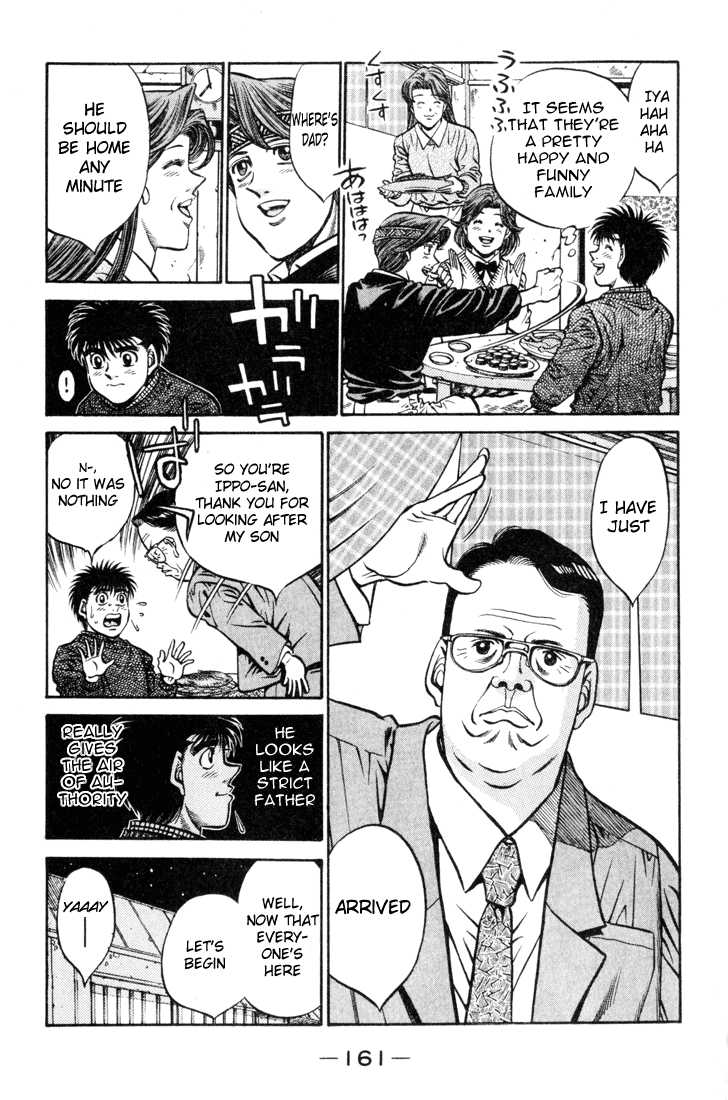 IYA
HAH
AHA
HA
うふふふ
IT SEEMS
THAT THEY'RE
A PRETTY
HAPPY AND
FUNNY
FAMILY
くすくす
あはははっ
WHERE'S
DAD?
HE
SHOULD
BE HOME
ANY
MINUTE
ガラガラ
!
I HAVE
JUST
ARRIVED
SO YOU'RE
IPPO-SAN,
THANK YOU FOR
LOOKING AFTER
MY SON
N-,
NO IT WAS
NOTHING
HE
LOOKS
LIKE A
STRICT
FATHER
REALLY
GIVES
THE AIR
OF AU-
THORITY
WELL,
NOW THAT
EVERY-
ONE'S
HERE
LET'S
BEGIN
YAAAY
—161—